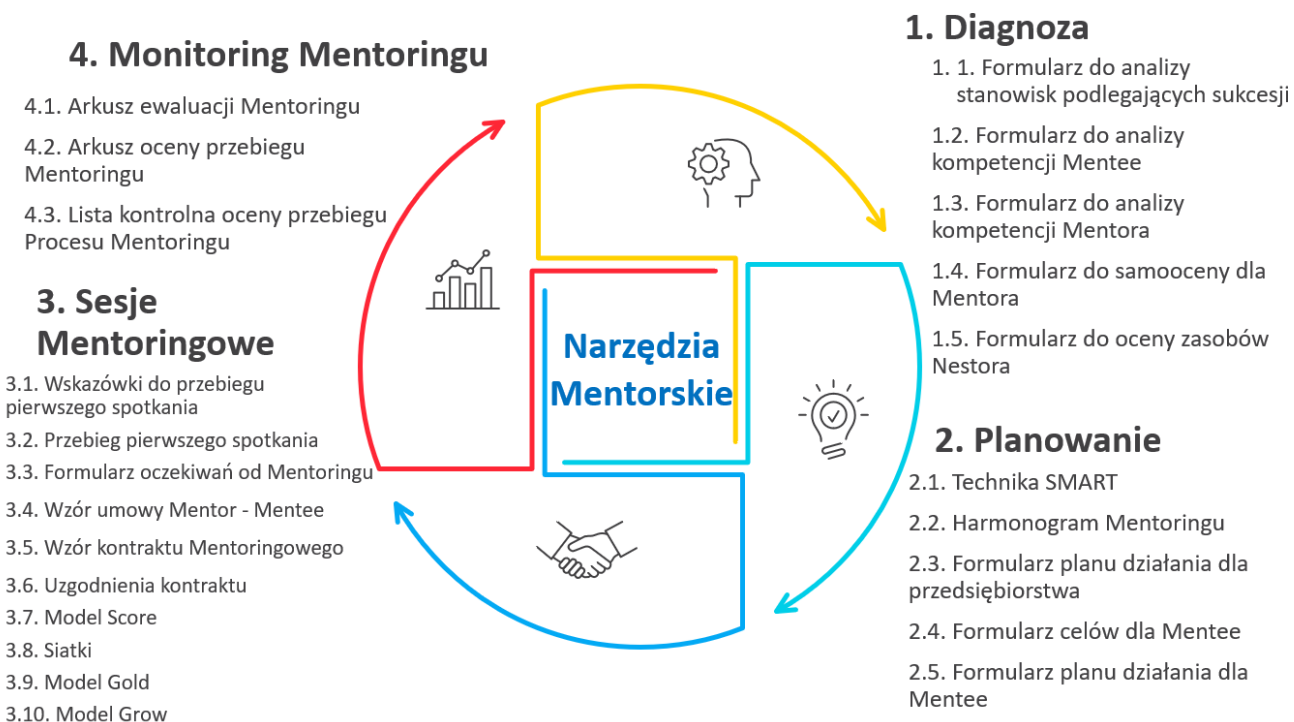 1. Diagnoza
1. 1. Formularz do analizy
stanowisk podlegających sukcesji
1.2. Formularz do analizy
kompetencji Mentee
1.3. Formularz do analizy
kompetencji Mentora
1.4. Formularz do samooceny dla
Mentora
1.5. Formularz do oceny zasobów
Nestora
2. Planowanie
2.1. Technika SMART
2.2. Harmonogram Mentoringu
2.3. Formularz planu działania dla
przedsiębiorstwa
2.4. Formularz celów dla Mentee
2.5. Formularz planu działania dla
Mentee
3. Sesje
Mentoringowe
3.1. Wskazówki do przebiegu
pierwszego spotkania
3.2. Przebieg pierwszego spotkania
3.3. Formularz oczekiwań od Mentoringu
3.4. Wzór umowy Mentor - Mentee
3.5. Wzór kontraktu Mentoringowego
3.6. Uzgodnienia kontraktu
3.7. Model Score
3.8. Siatki
3.9. Model Gold
3.10. Model Grow
4. Monitoring Mentoringu
4.1. Arkusz ewaluacji Mentoringu
4.2. Arkusz oceny przebiegu
Mentoringu
4.3. Lista kontrolna oceny przebiegu
Procesu Mentoringu
Narzędzia
Mentorskie